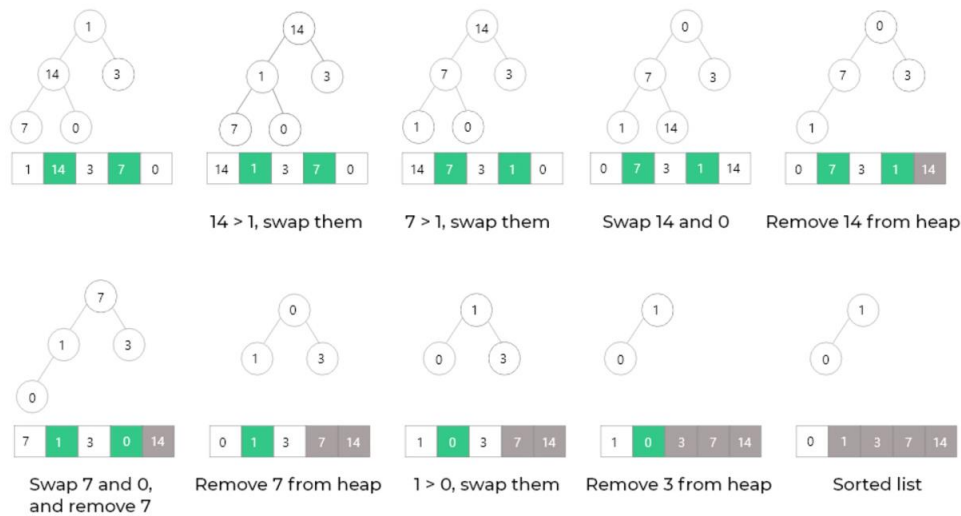 1
14 3
7 0
1 14 3 7 0
14
1 3
7 0
14 1 3 7 0
14 > 1, swap them
14
7 3
1 0
14 7 3 1 0
7 > 1, swap them
0
7 3
1 14
0 7 3 1 14
Swap 14 and 0
0
7 3
1
0 7 3 1 14
Remove 14 from heap
7
1 3
0
7 1 3 0 14
Swap 7 and 0,
and remove 7
0
1 3
0 1 3 7 14
Remove 7 from heap
1
0 3
1 0 3 7 14
1 > 0, swap them
1
0
1 0 3 7 14
Remove 3 from heap
1
0
0 1 3 7 14
Sorted list